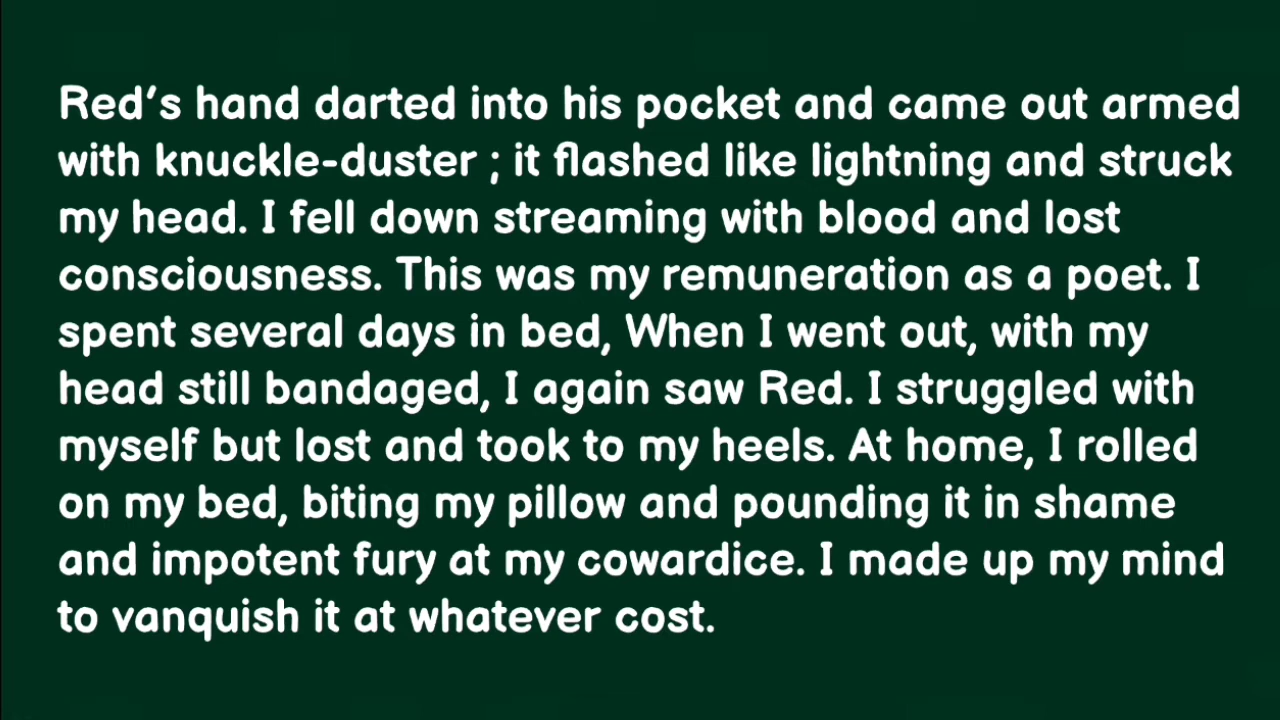 Red’s hand darted into his pocket and came out armed
with knuckle-duster ; it flashed like lightning and struck
my head. I fell down streaming with blood and lost
consciousness. This was my remuneration as a poet. I
spent several days in bed, When I went out, with my
head still bandaged, I again saw Red. I struggled with
myself but lost and took to my heels. At home, I rolled
on my bed, biting my pillow and pounding it in shame
and impotent fury at my cowardice. I made up my mind
to vanquish it at whatever cost.